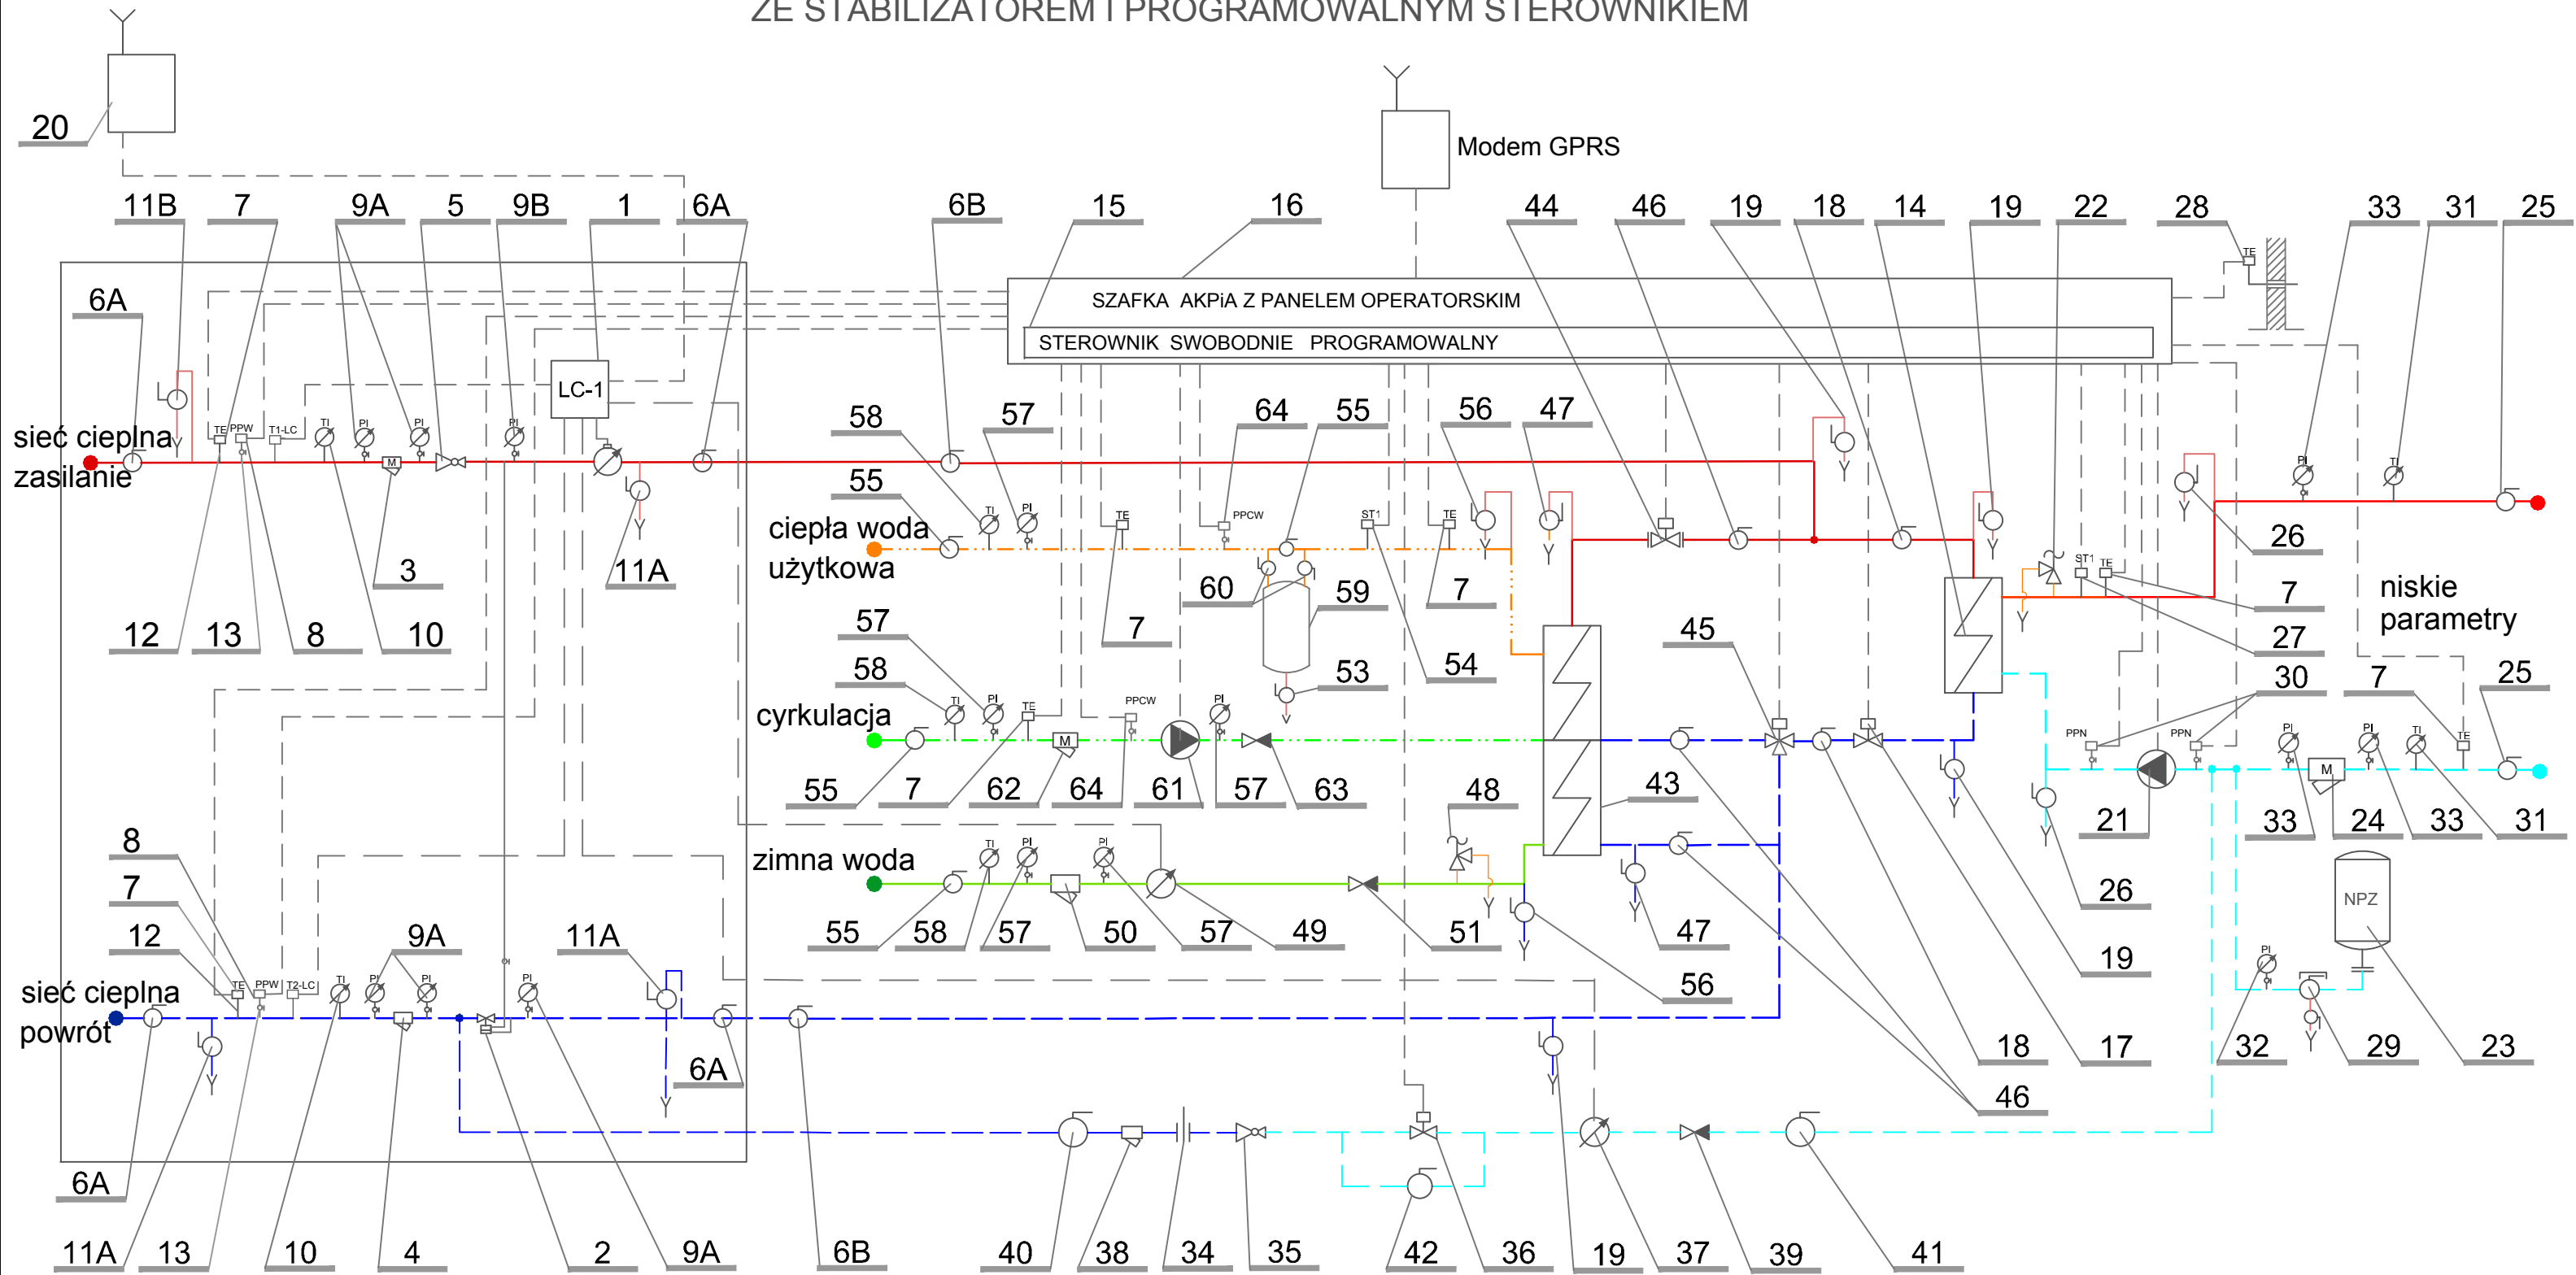 ZE STABILIZATOREM I PROGRAMOWALNYM STEROWNIKIEM
20
Modem GPRS
11B 7 9A 5 9B 1 6A 6B 15 16 44 46 19 18 14 19 22 28 33 31 25
TE
6A
SZAFKA AKPiA Z PANELEM OPERATORSKIM
STEROWNIK SWOBODNIE PROGRAMOWALNY
LC-1
58 57 64 55 56 47
sieć cieplna
zasilanie
TE PPW T1-LC TI PI PI PI
M
PI TI
55
TI PI TE PPCW ST1 TE
ciepła woda
użytkowa
26
3 11A
60 59 7
ST1 TE
niskie
parametry
7
12 13 8 10 57 7 45 27
58 53 54 30 7 25
cyrkulacja
TI PI TE M PPCW PI
PPN PPN PI M PI TI TE
55 7 62 64 61 57 63 48 43 21 33 24 33 31
8
zimna woda
TI PI PI
7
26
NPZ
12 9A 11A 55 58 57 50 57 49 51 47 19
sieć cieplna
powrót
TE PPW T2-LC TI PI PI PI
PI
56
6A 18 17 32 29 23
46
6A
11A 13 10 4 2 9A 6B 40 38 34 35 42 36 19 37 39 41